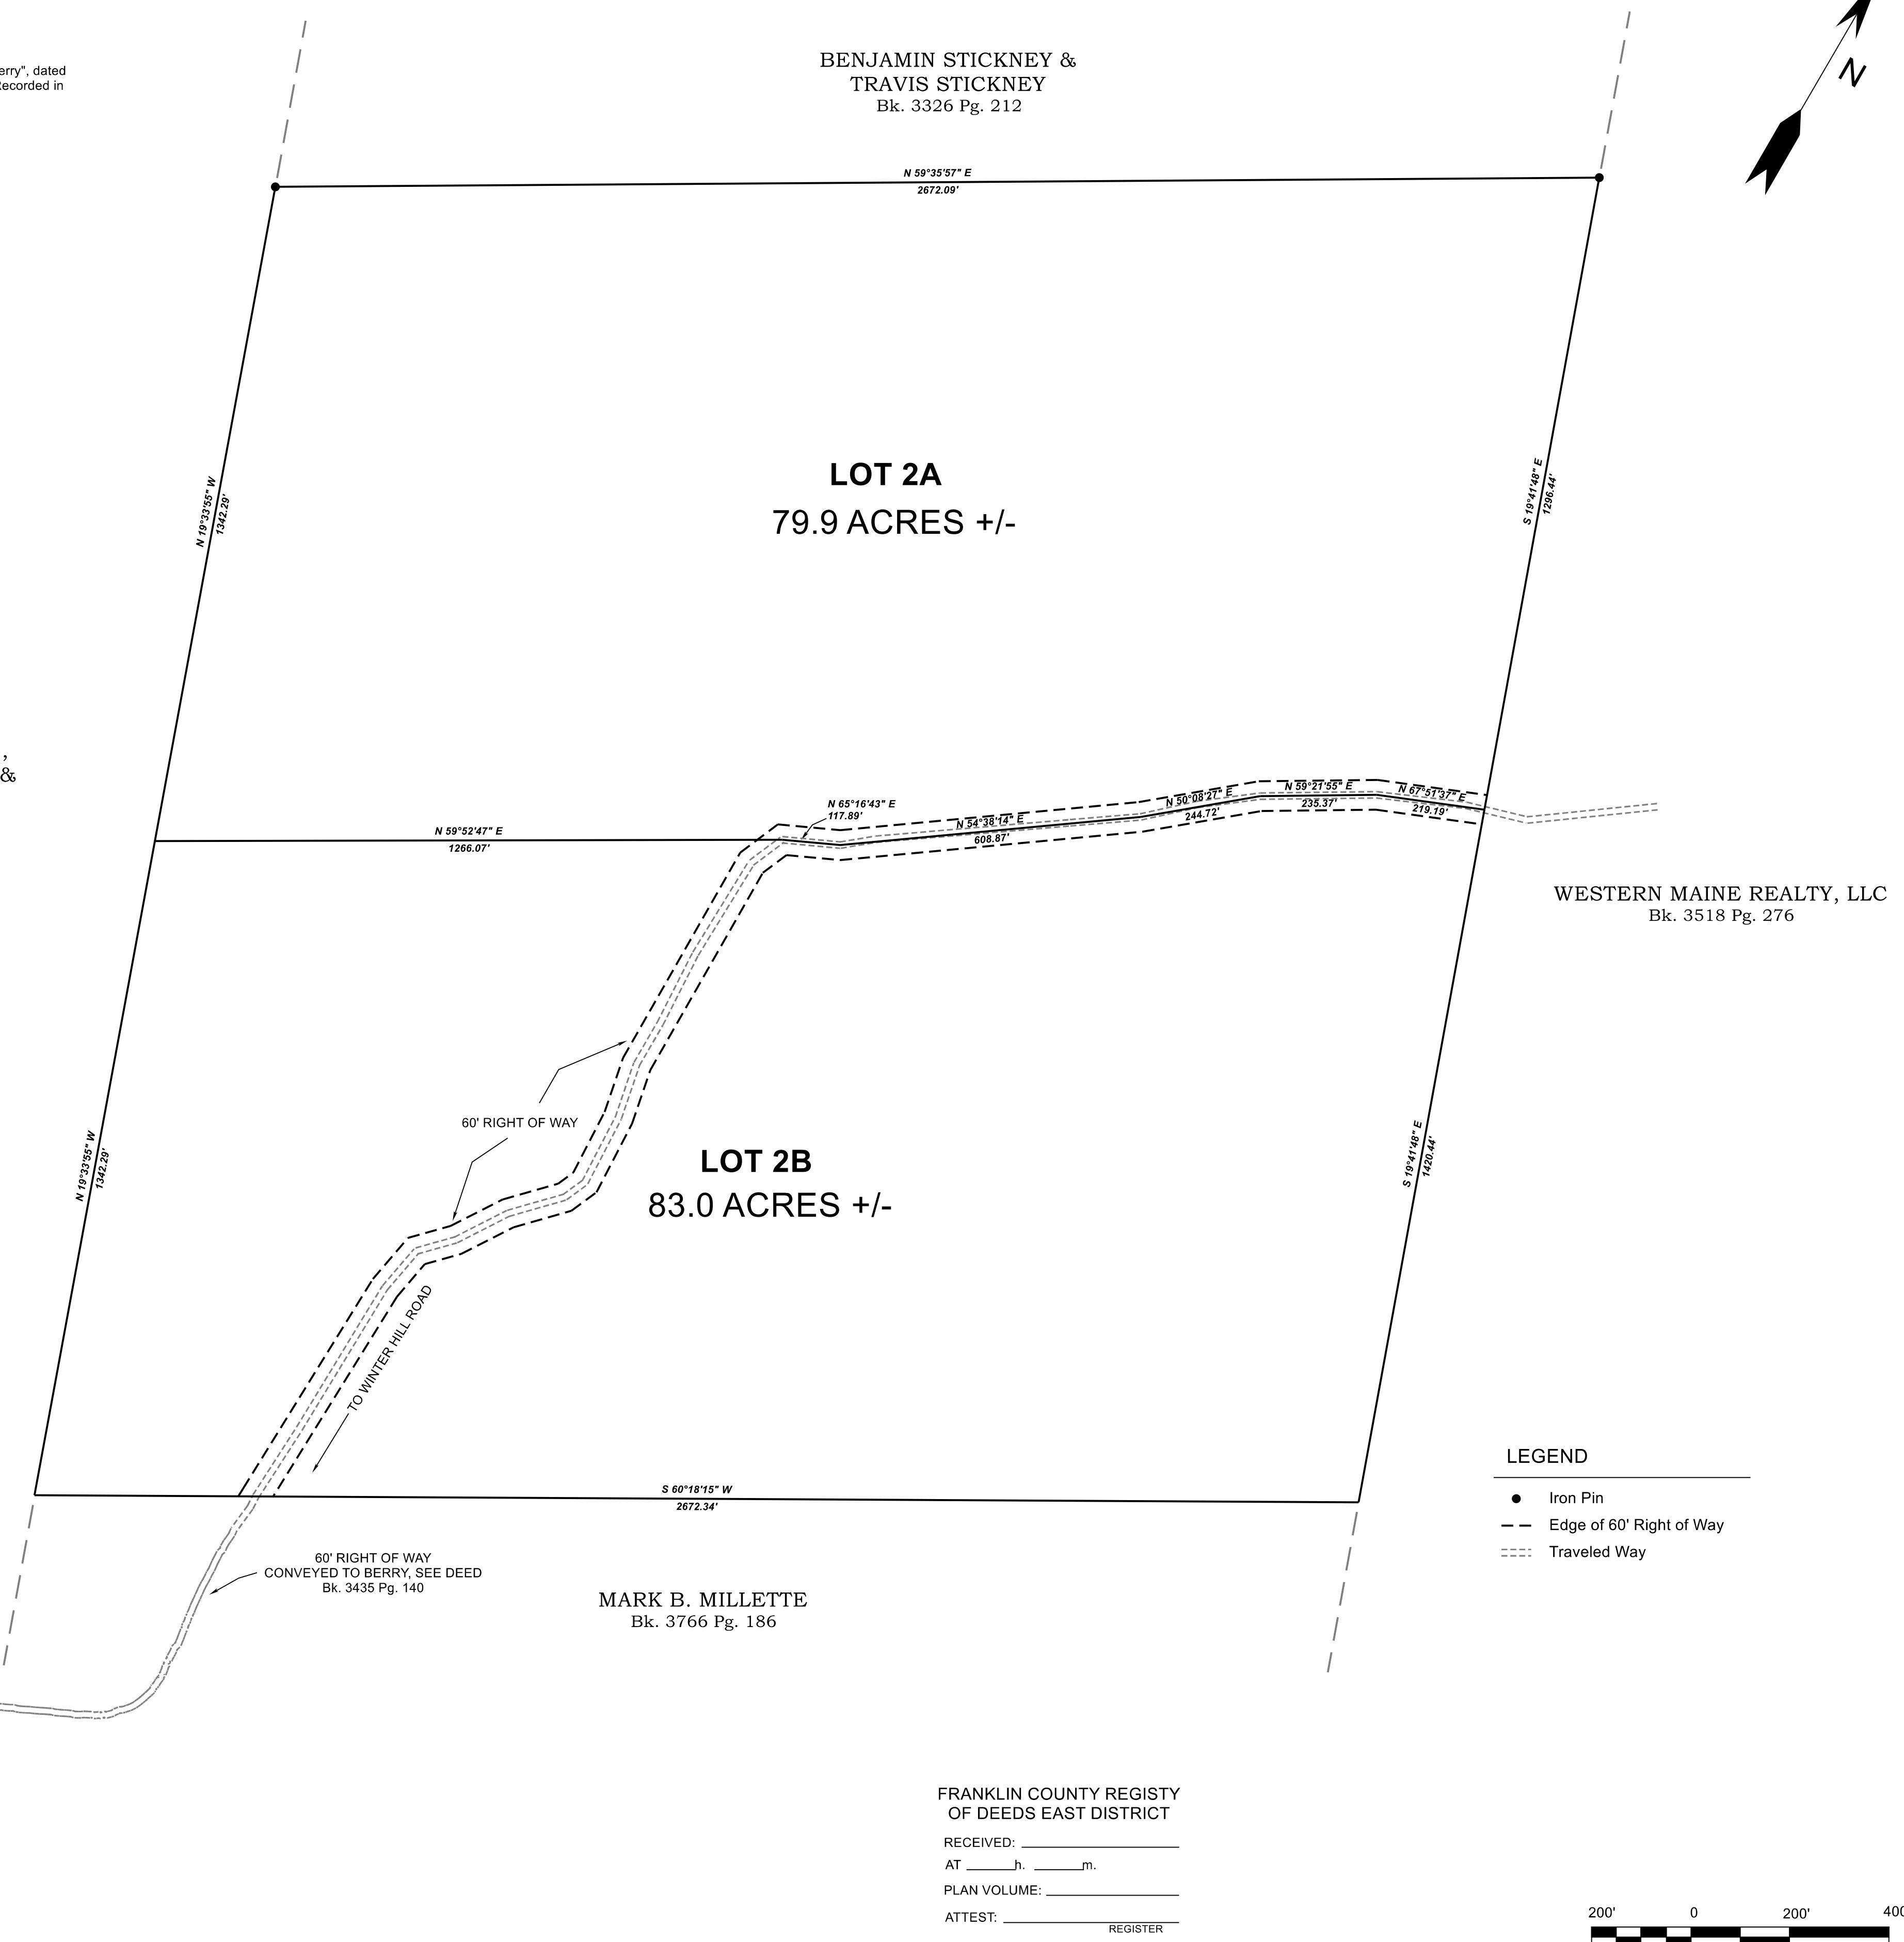 erry", dated
Recorded in
BENJAMIN STICKNEY &
TRAVIS STICKNEY
Bk. 3326 Pg. 212
N
N 59°35'57" E
2672.09'
LOT 2A
79.9 ACRES +/-
N 19°33'55" W
1342.29'
S 19°41'48" E
1296.44'
,
&
N 65°16'43" E
117.89'
N 59°52'47" E
1266.07'
N 54°38'14" E
608.87'
N 50°08'27" E
244.72'
N 59°21'55" E
235.37'
N 67°51'37" E
219.19'
WESTERN MAINE REALTY, LLC
Bk. 3518 Pg. 276
60' RIGHT OF WAY
LOT 2B
83.0 ACRES +/-
N 19°33'55" W
1342.29'
S 19°41'48" E
1420.44'
TO WINTER HILL ROAD
S 60°18'15" W
2672.34'
LEGEND
Iron Pin
Edge of 60' Right of Way
Traveled Way
60' RIGHT OF WAY
CONVEYED TO BERRY, SEE DEED
Bk. 3435 Pg. 140
MARK B. MILLETTE
Bk. 3766 Pg. 186
FRANKLIN COUNTY REGISTY
OF DEEDS EAST DISTRICT
RECEIVED:
AT h. m.
PLAN VOLUME:
ATTEST:
REGISTER
200' 0 200' 400